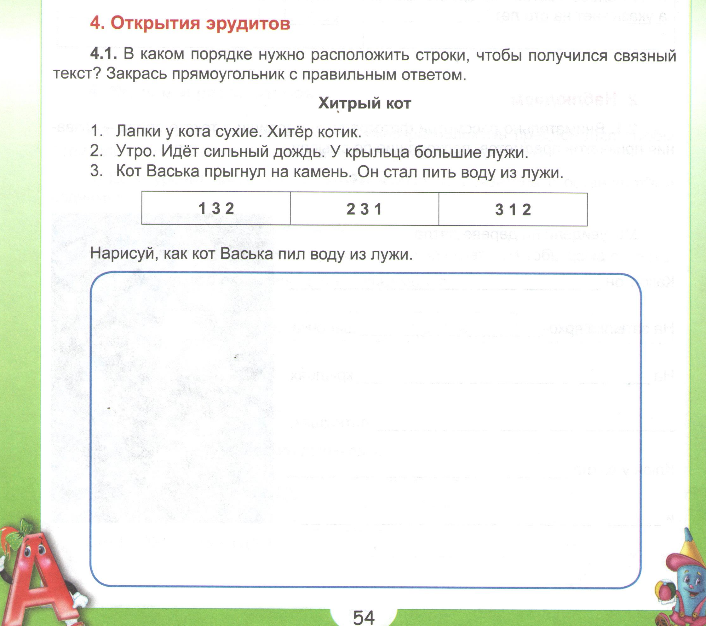 4. Открытия эрудитов
4.1. В каком порядке нужно расположить строки, чтобы получился связный
текст? Закрась прямоугольник с правильным ответом.
Хитрый кот
1. Лапки у кота сухие. Хитёр котик.
2. Утро. Идёт сильный дождь. У крыльца большие лужи.
3. Кот Васька прыгнул на камень. Он стал пить воду из лужи.
1 3 2 2 3 1 3 1 2
Нарисуй, как кот Васька пил воду из лужи.
А
54